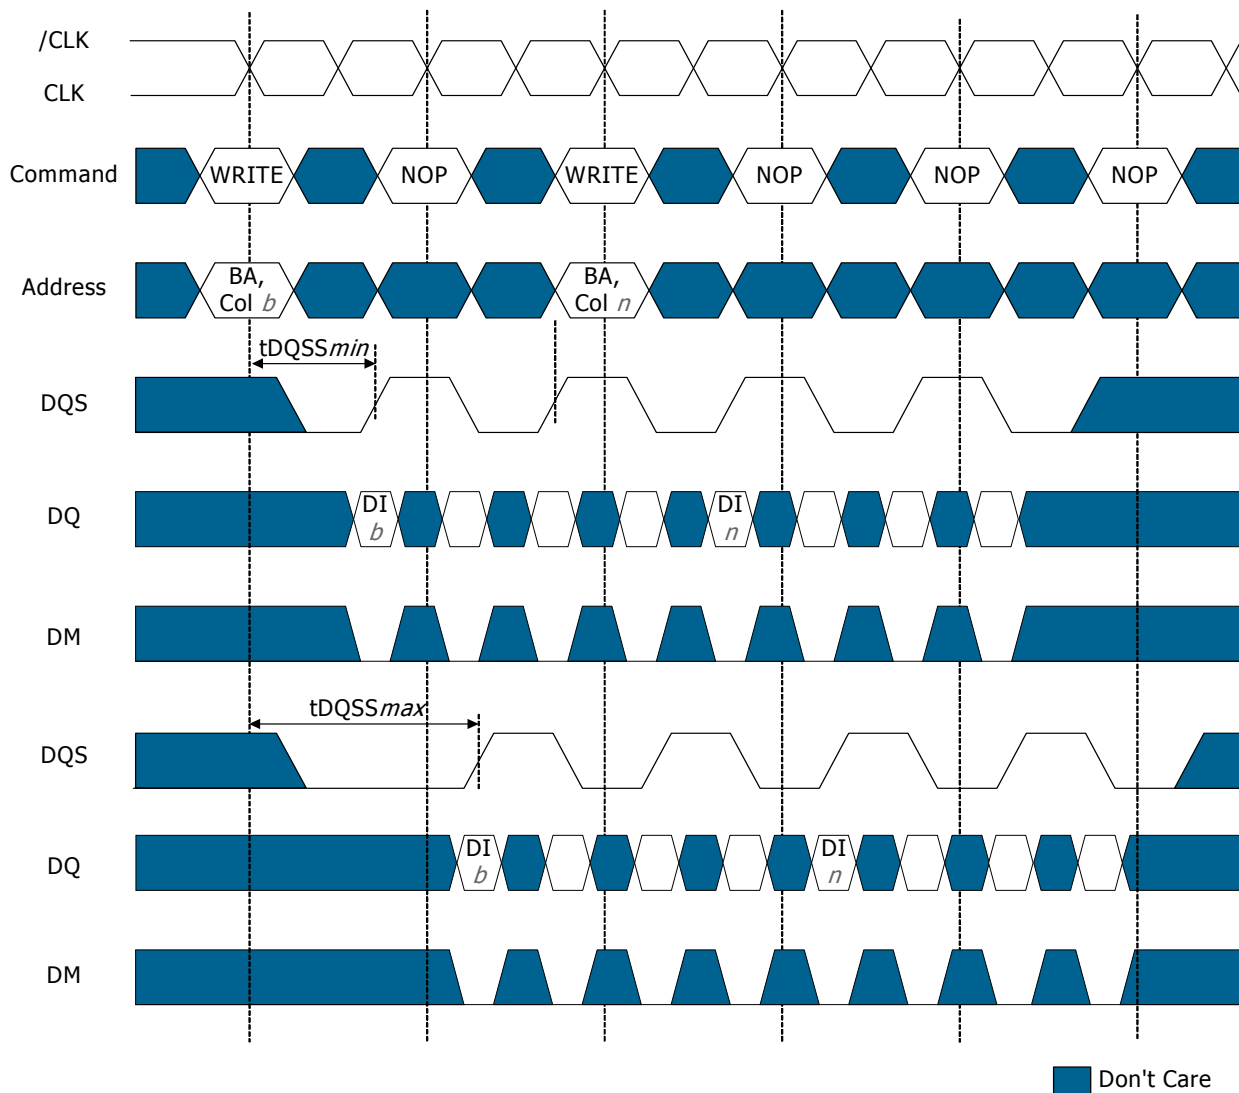 /CLK
CLK
Command
WRITE
NOP
WRITE
NOP
NOP
NOP
Address
BA,
Col b
BA,
Col n
tDQSSmin
DQS
DQ
DI
b
DI
n
DM
tDQSSmax
DQS
DQ
DI
b
DI
n
DM
Don't Care